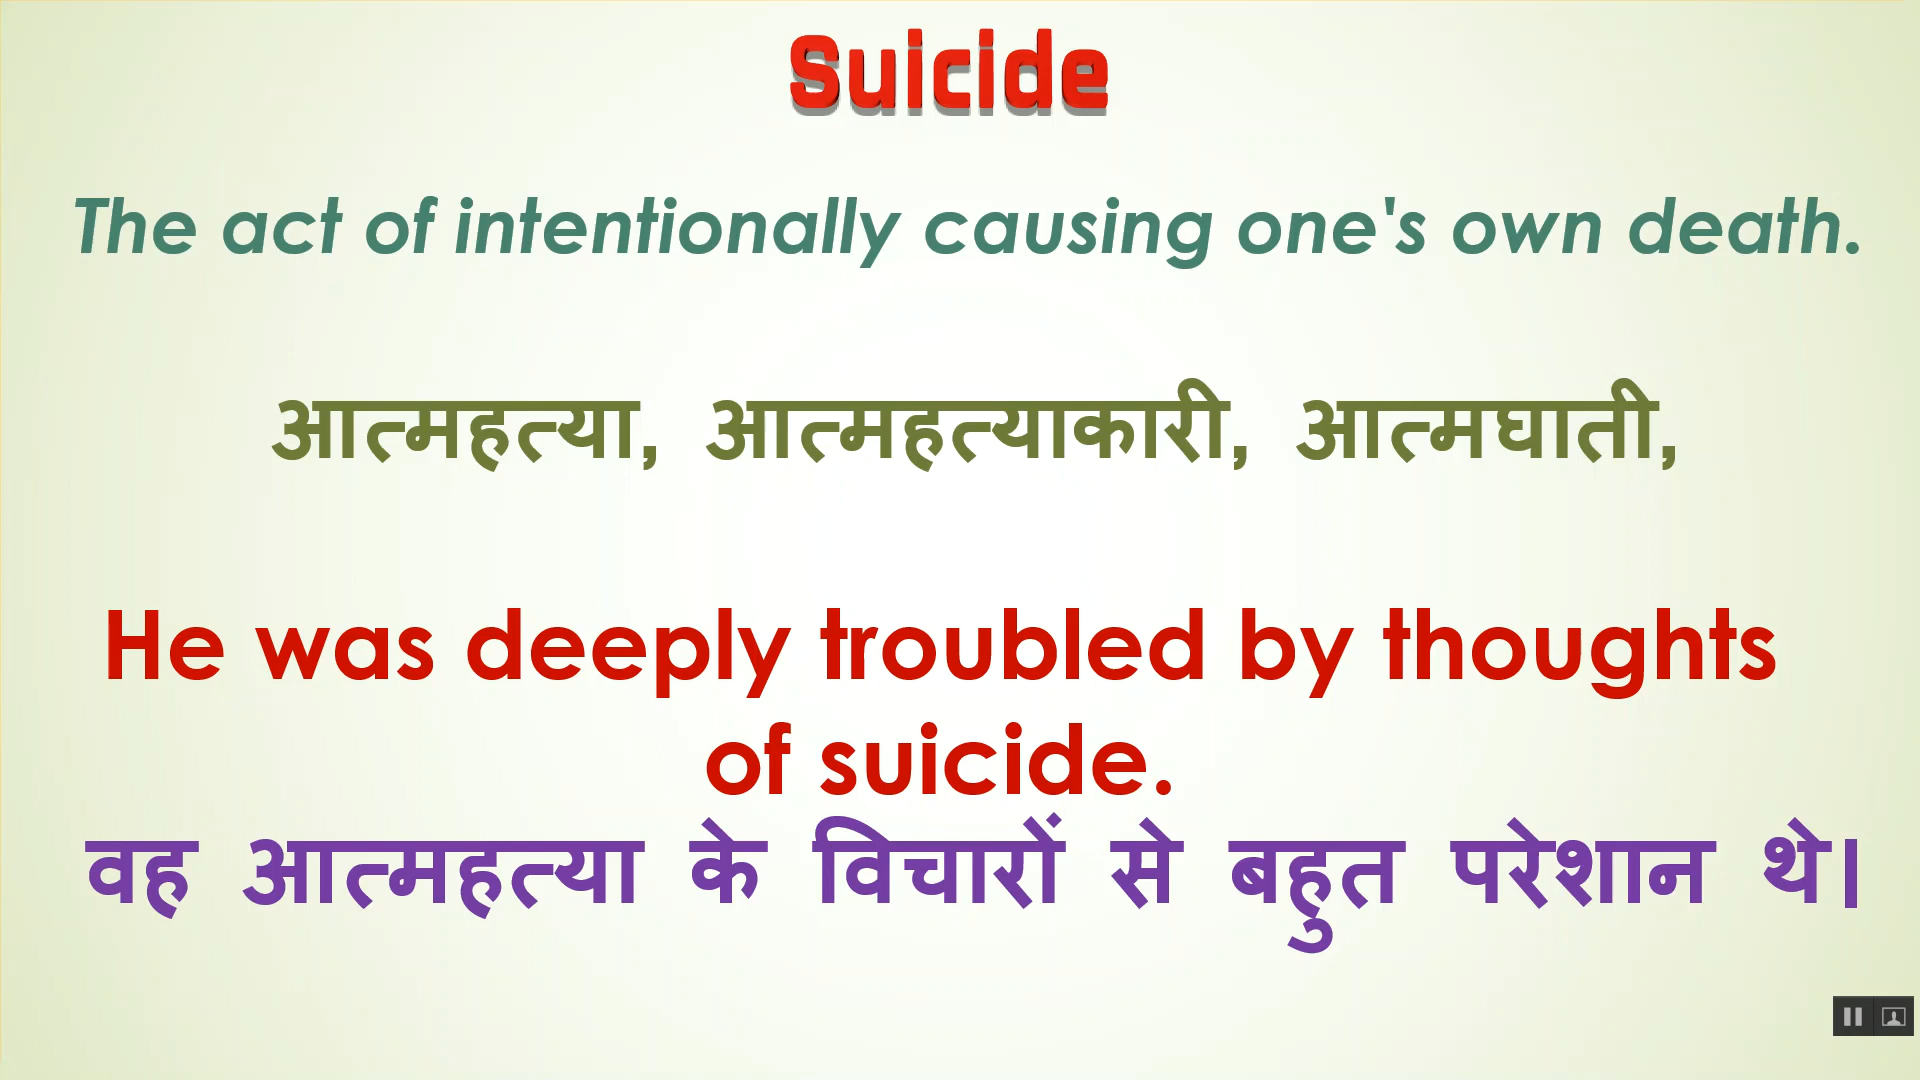 Suicide
The act of intentionally causing one's own death.
आत्महत्या, आत्महत्याकारी, आत्मघाती,
He was deeply troubled by thoughts
of suicide.
वह आत्महत्या के विचारों से बहुत परेशान थे।